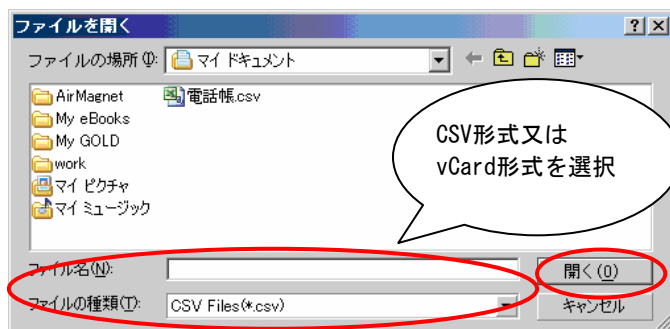 ファイルを開く
ファイルの場所(I): マイ ドキュメント
AirMagnet 電話帳.csv
My eBooks
My GOLD
work
マイ ピクチャ
マイ ミュージック
CSV形式又は
vCard形式を選択
ファイル名(N): 開く(O)
ファイルの種類(T): CSV Files(*.csv) キャンセル